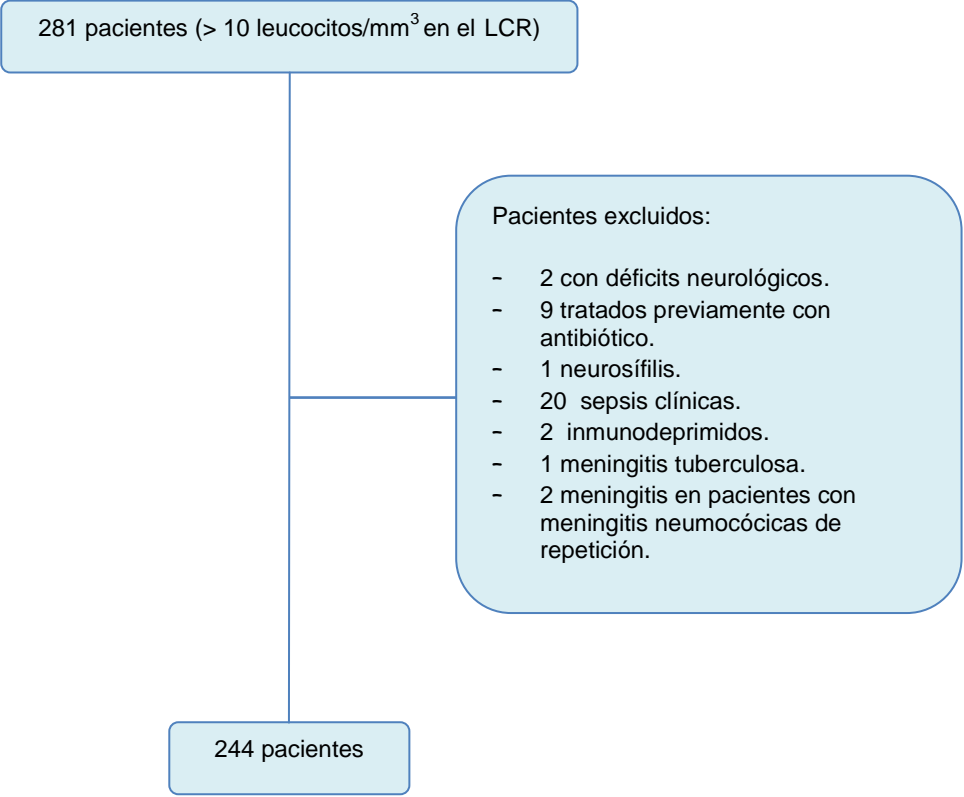 281 pacientes (> 10 leucocitos/mm³ en el LCR)
Pacientes excluidos:
- 2 con déficits neurológicos.
- 9 tratados previamente con
antibiótico.
- 1 neurosífilis.
- 20 sepsis clínicas.
- 2 inmunodeprimidos.
- 1 meningitis tuberculosa.
- 2 meningitis en pacientes con
meningitis neumocócicas de
repetición.
244 pacientes